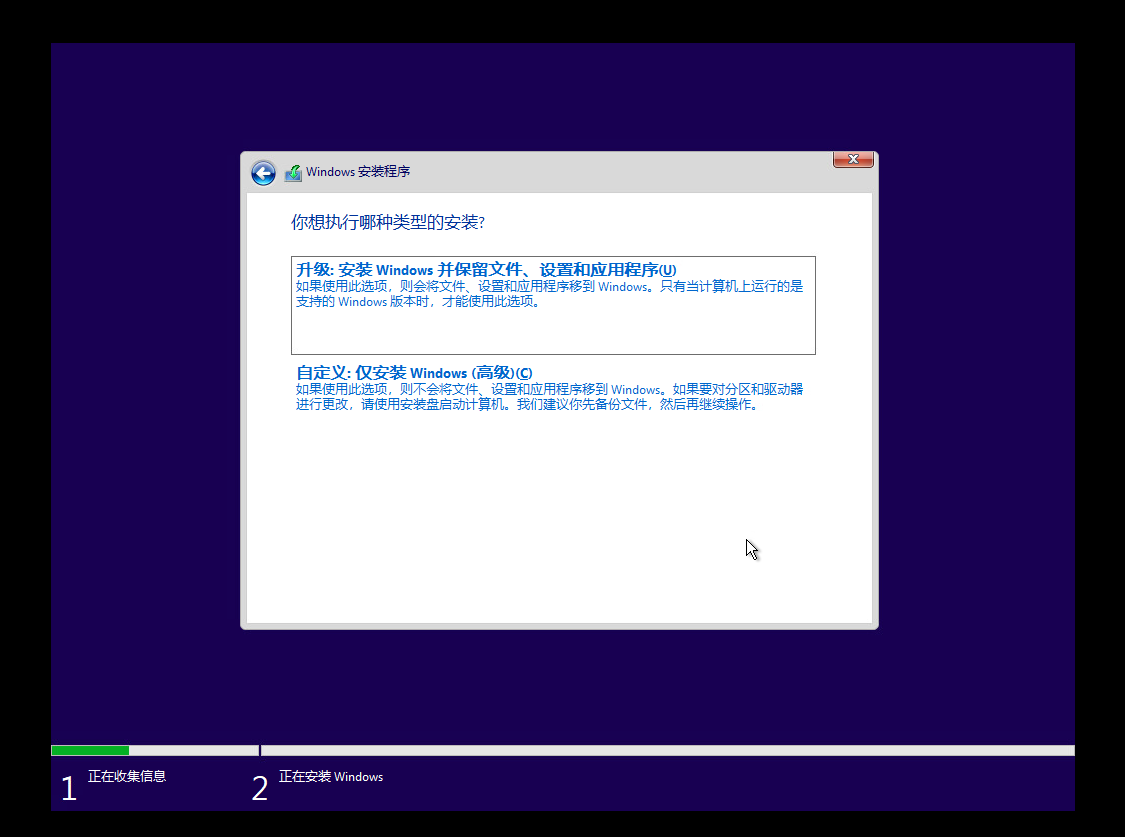 Windows 安装程序
你想执行哪种类型的安装?
升级: 安装 Windows 并保留文件、设置和应用程序(U)
如果使用此选项，则会将文件、设置和应用程序移到 Windows。只有当计算机上运行的是
支持的 Windows 版本时，才能使用此选项。
自定义: 仅安装 Windows (高级)(C)
如果使用此选项，则不会将文件、设置和应用程序移到 Windows。如果要对分区和驱动器
进行更改，请使用安装盘启动计算机。我们建议你先备份文件，然后再继续操作。
1 正在收集信息
2 正在安装 Windows